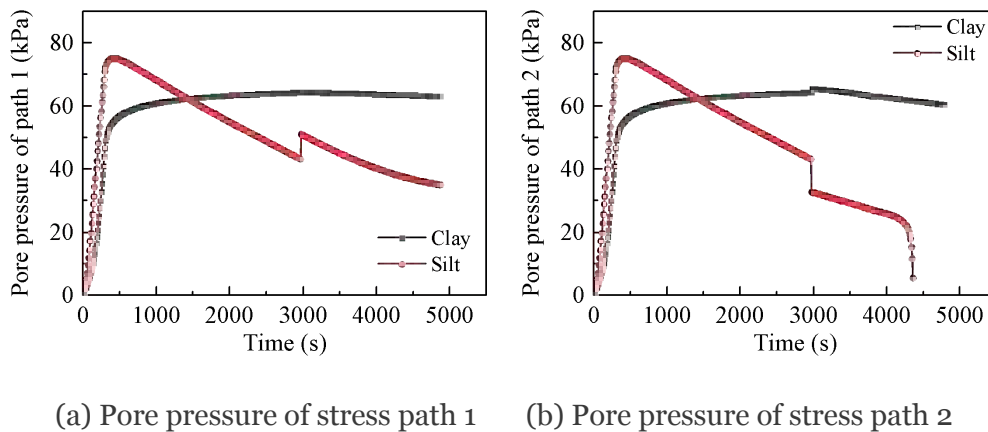 Pore pressure of path 1 (kPa)
80
60
40
20
0
Clay
Silt
0 1000 2000 3000 4000 5000
Time (s)
Pore pressure of path 2 (kPa)
80
60
40
20
0
Clay
Silt
0 1000 2000 3000 4000 5000
Time (s)
(a) Pore pressure of stress path 1
(b) Pore pressure of stress path 2